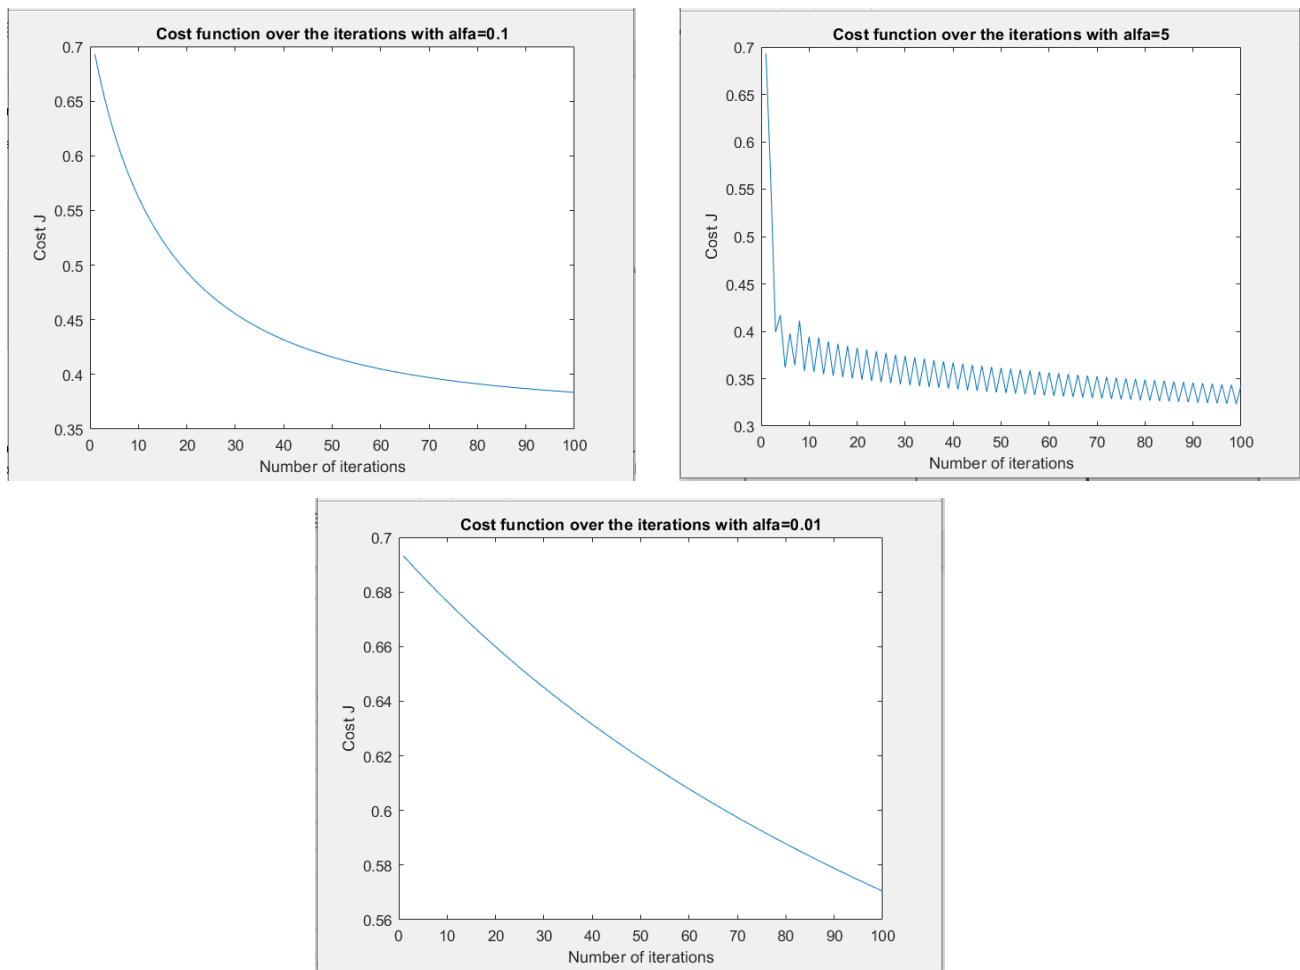 Cost function over the iterations with alfa=0.1
0.7
0.65
0.6
0.55
0.5
0.45
0.4
0.35
Cost J
0 10 20 30 40 50 60 70 80 90 100
Number of iterations
Cost function over the iterations with alfa=5
0.7
0.65
0.6
0.55
0.5
0.45
0.4
0.35
0.3
Cost J
0 10 20 30 40 50 60 70 80 90 100
Number of iterations
Cost function over the iterations with alfa=0.01
0.7
0.68
0.66
0.64
0.62
0.6
0.58
0.56
Cost J
0 10 20 30 40 50 60 70 80 90 100
Number of iterations